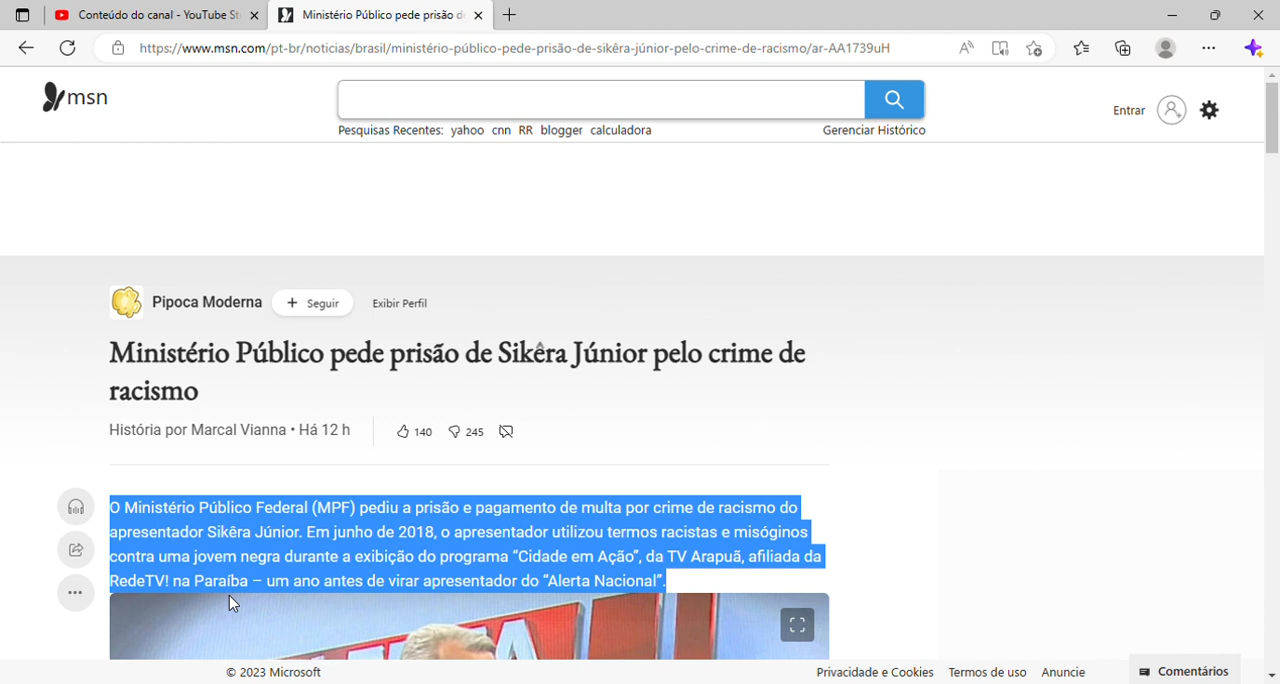 Conteúdo do canal - YouTube St
Ministério Público pede prisão d
https://www.msn.com/pt-br/noticias/brasil/ministério-público-pede-prisão-de-sikêra-júnior-pelo-crime-de-racismo/ar-AA1739uH
msn
Entrar
Pesquisas Recentes: yahoo cnn RR blogger calculadora
Gerenciar Histórico
Pipoca Moderna
+ Seguir
Exibir Perfil
Ministério Público pede prisão de Sikêra Júnior pelo crime de
racismo
História por Marcal Vianna • Há 12 h
140
245
O Ministério Público Federal (MPF) pediu a prisão e pagamento de multa por crime de racismo do
apresentador Sikêra Júnior. Em junho de 2018, o apresentador utilizou termos racistas e misóginos
contra uma jovem negra durante a exibição do programa “Cidade em Ação”, da TV Arapuã, afiliada da
RedeTV! na Paraíba – um ano antes de virar apresentador do “Alerta Nacional”.
© 2023 Microsoft
Privacidade e Cookies
Termos de uso
Anuncie
Comentários